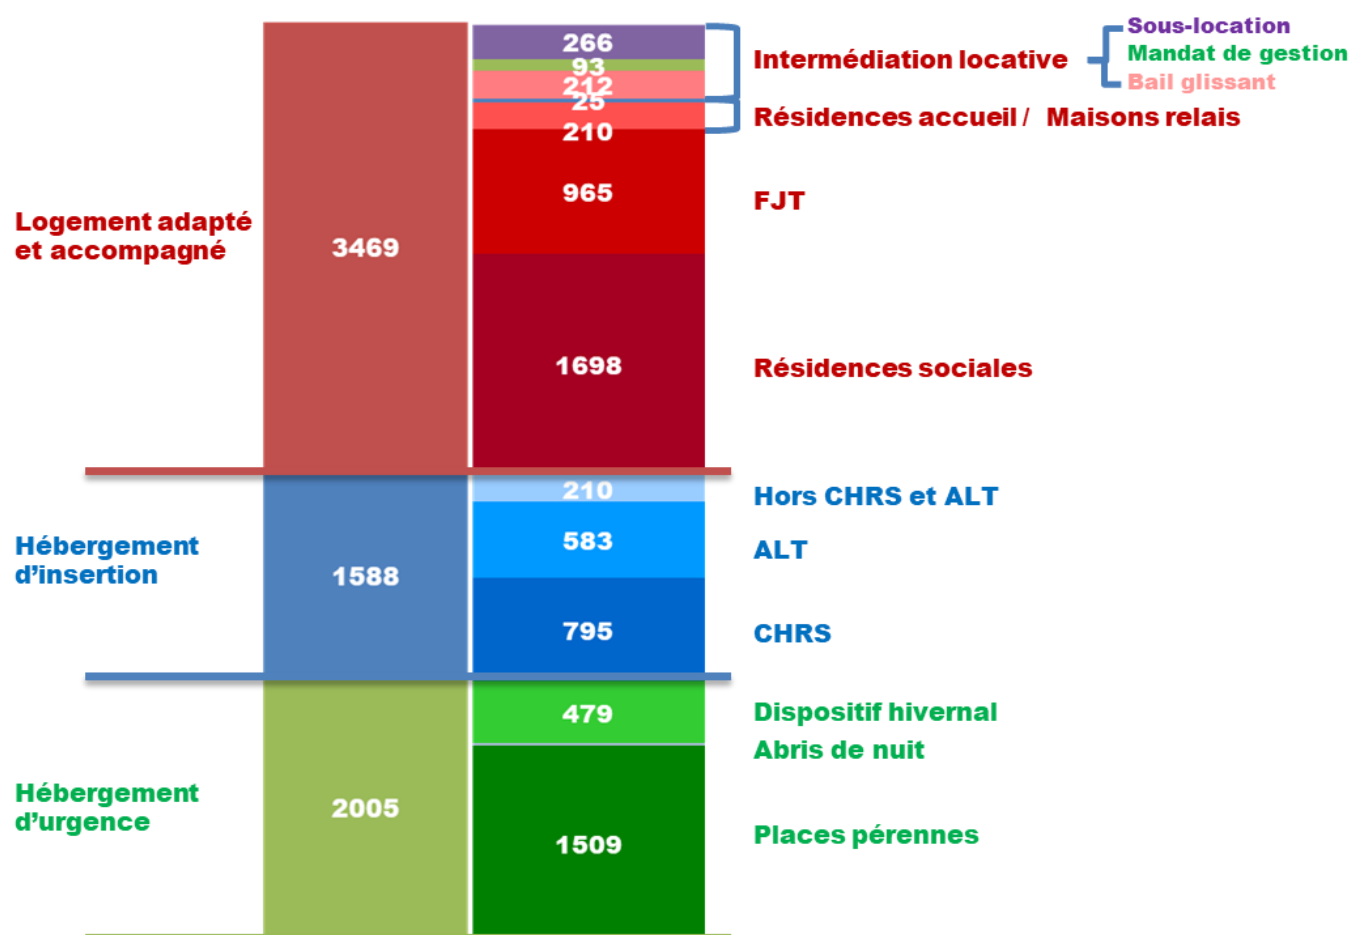 Sous-location
266
Intermédiation locative
Mandat de gestion
93
212
Bail glissant
25
Résidences accueil / Maisons relais
210
965
FJT
Logement adapté
et accompagné
3469
1698
Résidences sociales
210
Hors CHRS et ALT
583
ALT
Hébergement
d’insertion
1588
795
CHRS
479
Dispositif hivernal
Abris de nuit
Hébergement
d’urgence
2005
1509
Places pérennes